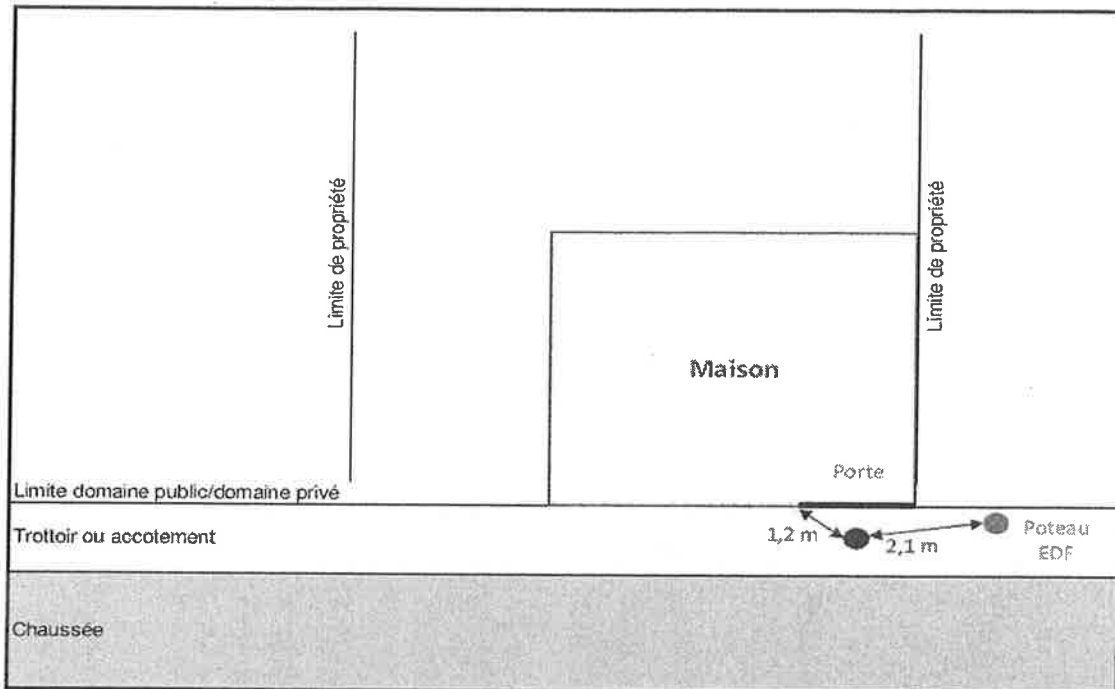 Limite de propriété
Limite de propriété
Maison
Porte
Limite domaine public/domaine privé
Trottoir ou accotement
1,2 m
2,1 m
Poteau
EDF
Chaussée